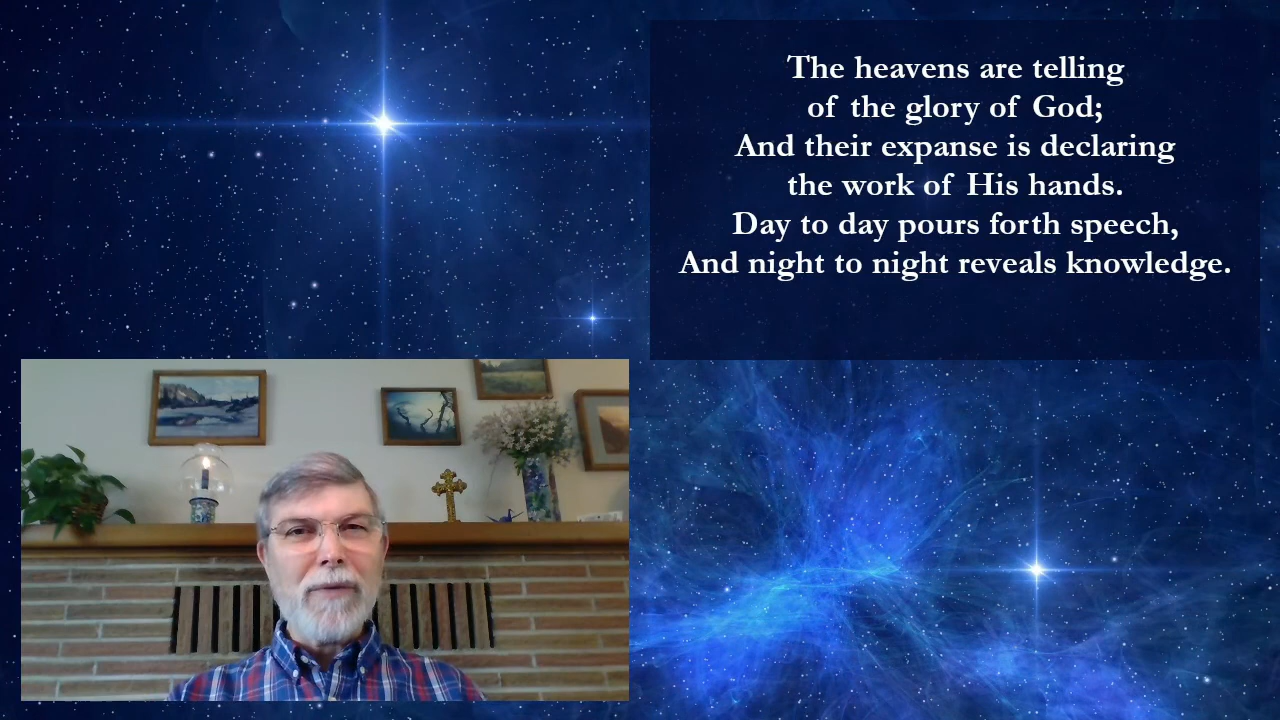 The heavens are telling
of the glory of God;
And their expanse is declaring
the work of His hands.
Day to day pours forth speech,
And night to night reveals knowledge.